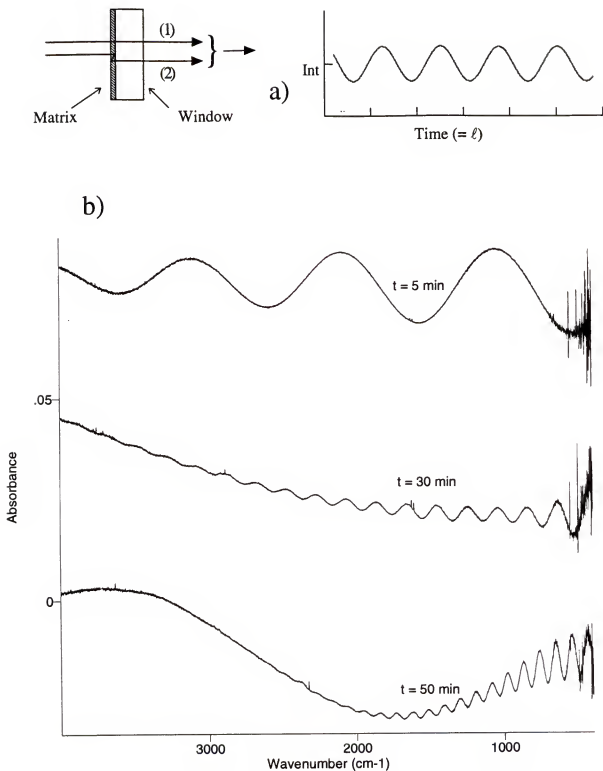 (1)
(2)
Matrix
Window
a)
Int
Time (= ℓ)
b)
t = 5 min
.05
t = 30 min
Absorbance
0
t = 50 min
3000
2000
1000
Wavenumber (cm-1)